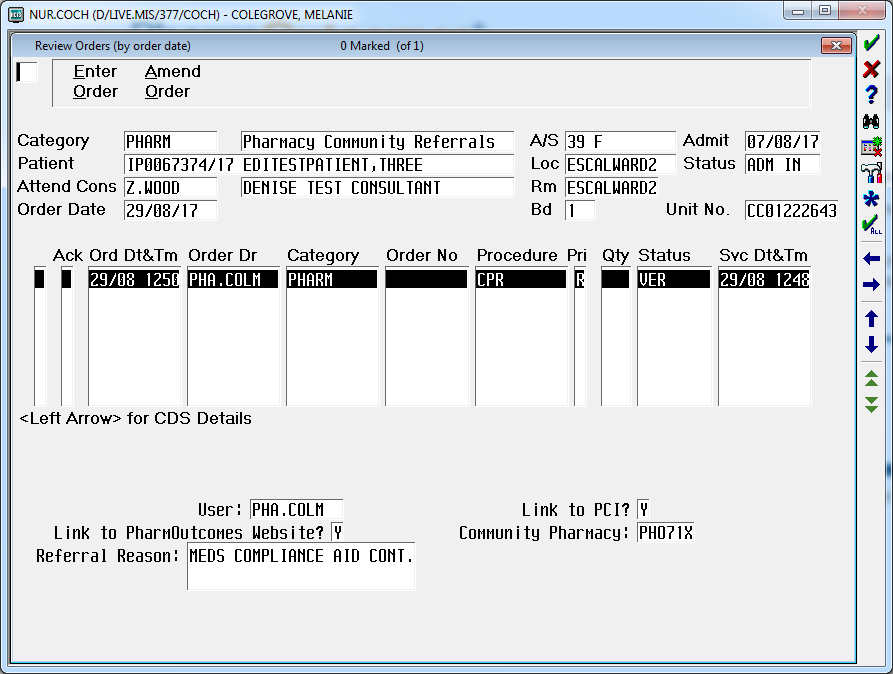 NUR.COCH (D/LIVE.MIS/377/COCH) - COLEGROVE, MELANIE
Review Orders (by order date) 0 Marked (of 1)
Enter Amend
Order Order
Category PHARM Pharmacy Community Referrals A/S 39 F Admit 07/08/17
Patient IP0067374/17 EDITESTPATIENT,THREE Loc ESCALWARD2 Status ADM IN
Attend Cons Z.WOOD DENISE TEST CONSULTANT Rm ESCALWARD2
Order Date 29/08/17 Bd 1 Unit No. CC01222643
Ack Ord Dt&Tm Order Dr Category Order No Procedure Pri Qty Status Svc Dt&Tm
29/08 1250 PHA.COLM PHARM CPR R VER 29/08 1248
<Left Arrow> for CDS Details
User: PHA.COLM Link to PCI? Y
Link to PharmOutcomes Website? Y Community Pharmacy: PHO71X
Referral Reason: MEDS COMPLIANCE AID CONT.
ALL